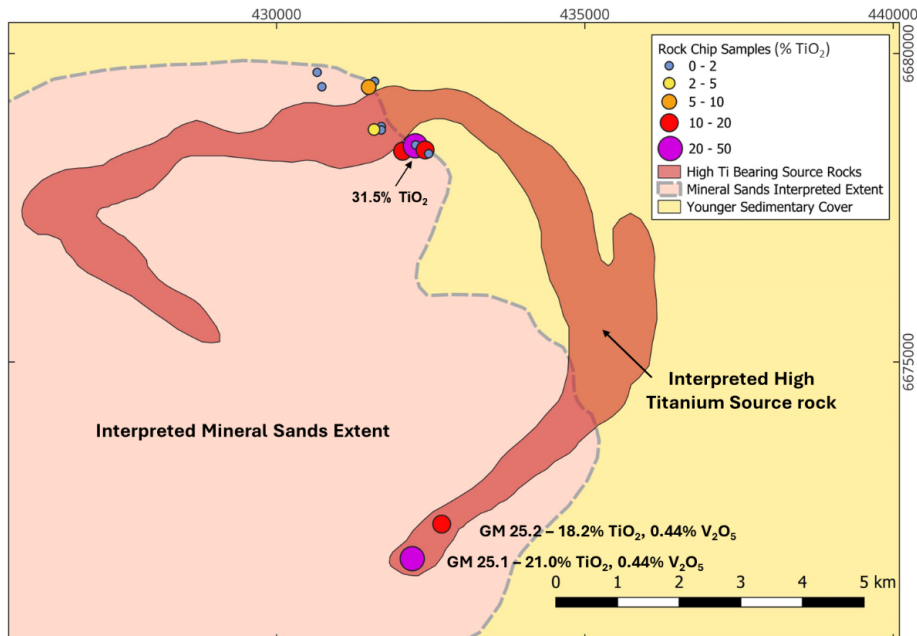 430000
435000
440000
6680000
Rock Chip Samples (% TiO₂)
0 - 2
2 - 5
5 - 10
10 - 20
20 - 50
High Ti Bearing Source Rocks
Mineral Sands Interpreted Extent
Younger Sedimentary Cover
31.5% TiO₂
6675000
Interpreted High
Titanium Source rock
Interpreted Mineral Sands Extent
GM 25.2 – 18.2% TiO₂, 0.44% V₂O₅
GM 25.1 – 21.0% TiO₂, 0.44% V₂O₅
0 1 2 3 4 5 km